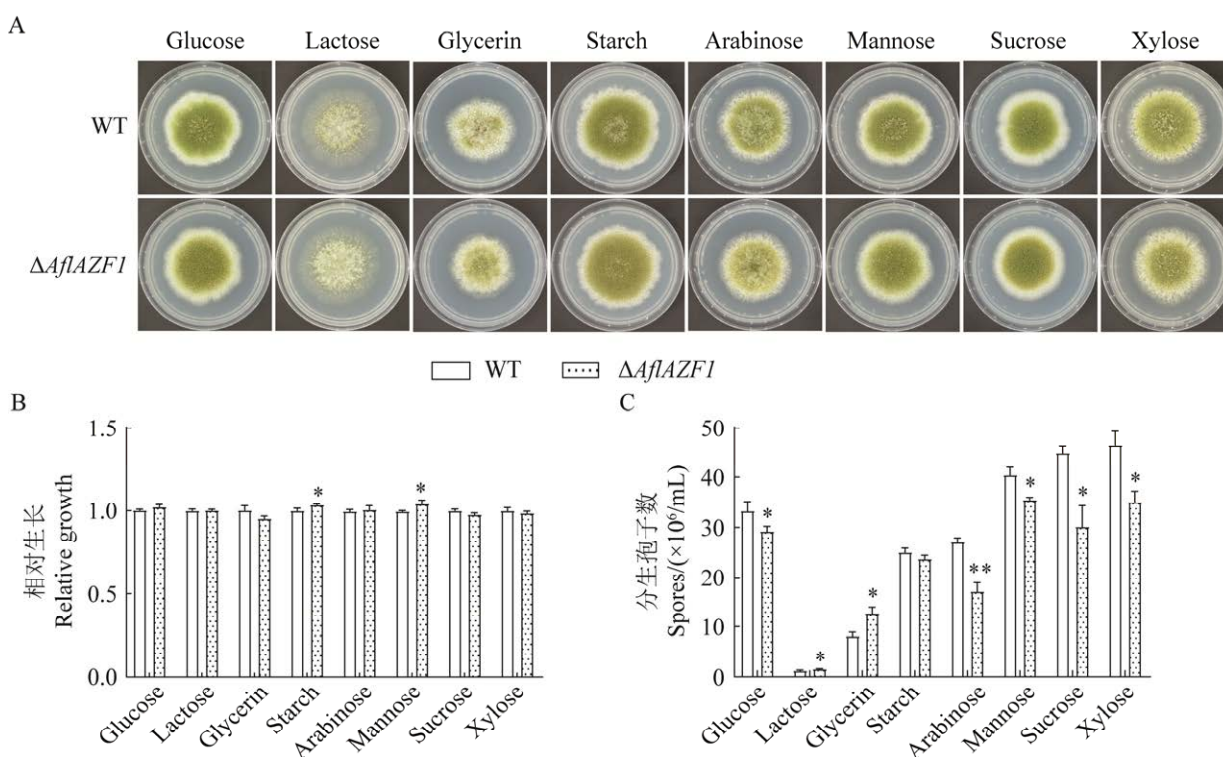 A
Glucose Lactose Glycerin Starch Arabinose Mannose Sucrose Xylose
WT
ΔAflAZF1
WT ΔAflAZF1
B
相对生长
Relative growth
1.5
1.0
0.5
0.0
* *
Glucose Lactose Glycerin Starch Arabinose Mannose Sucrose Xylose
C
分生孢子数
Spores/(×10⁶/mL)
50
40
30
20
10
0
* * * ** * * *
Glucose Lactose Glycerin Starch Arabinose Mannose Sucrose Xylose